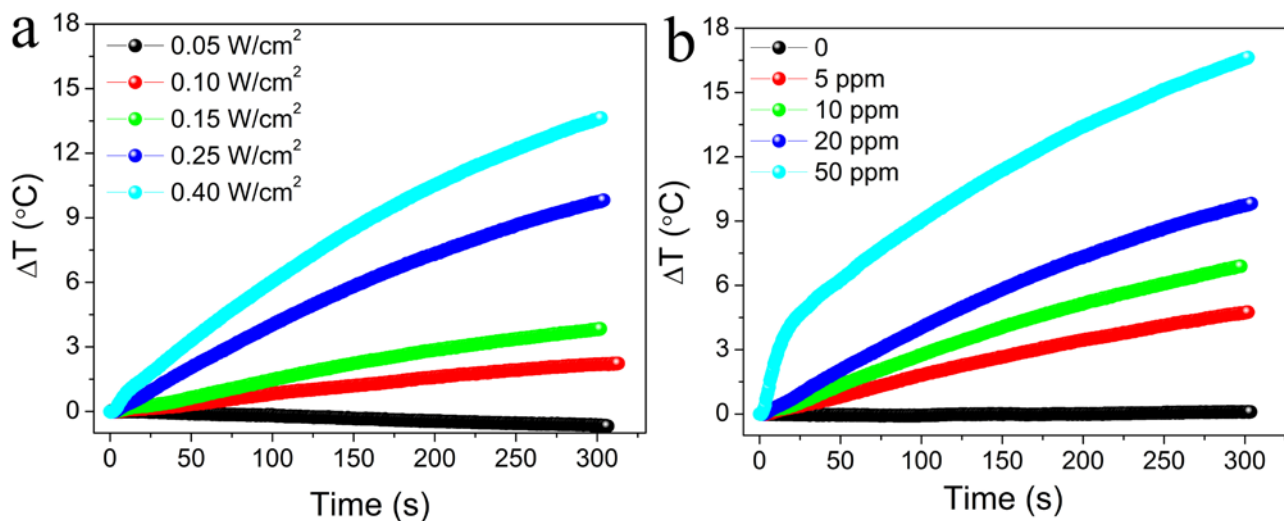 a
18
15
12
9
6
3
0
ΔT (°C)
0.05 W/cm²
0.10 W/cm²
0.15 W/cm²
0.25 W/cm²
0.40 W/cm²
0 50 100 150 200 250 300
Time (s)
b
18
15
12
9
6
3
0
ΔT (°C)
0
5 ppm
10 ppm
20 ppm
50 ppm
0 50 100 150 200 250 300
Time (s)